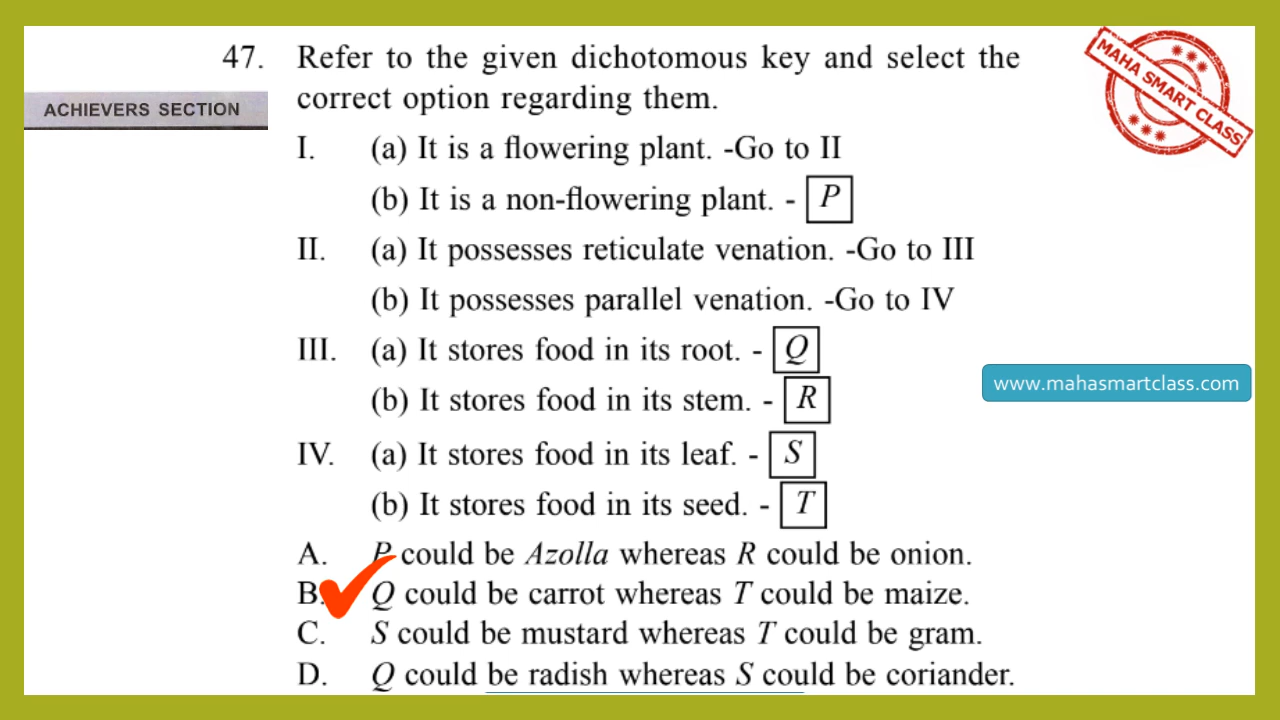 47. Refer to the given dichotomous key and select the
ACHIEVERS SECTION
correct option regarding them.
MAHA SMART CLASS
I. (a) It is a flowering plant. -Go to II
(b) It is a non-flowering plant. - P
II. (a) It possesses reticulate venation. -Go to III
(b) It possesses parallel venation. -Go to IV
III. (a) It stores food in its root. - Q
www.mahasmartclass.com
(b) It stores food in its stem. - R
IV. (a) It stores food in its leaf. - S
(b) It stores food in its seed. - T
A. P could be Azolla whereas R could be onion.
B. Q could be carrot whereas T could be maize.
C. S could be mustard whereas T could be gram.
D. Q could be radish whereas S could be coriander.